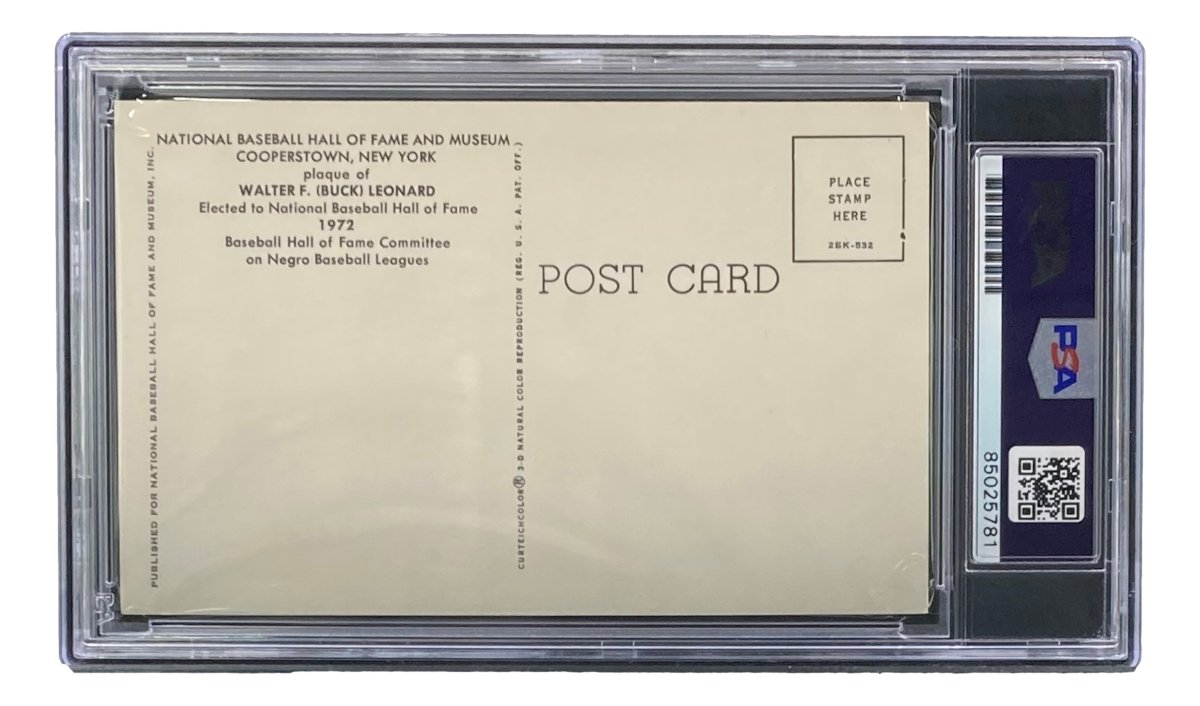 NATIONAL BASEBALL HALL OF FAME AND MUSEUM
COOPERSTOWN, NEW YORK
plaque of
WALTER F. (BUCK) LEONARD
Elected to National Baseball Hall of Fame
1972
Baseball Hall of Fame Committee
on Negro Baseball Leagues
PUBLISHED FOR NATIONAL BASEBALL HALL OF FAME AND MUSEUM, INC.
CURTEICHCOLOR® 3-D NATURAL COLOR REPRODUCTION (REG. U. S. A. PAT. OFF.)
POST CARD
PLACE
STAMP
HERE
2EK-532
PSA
85025781
PSA